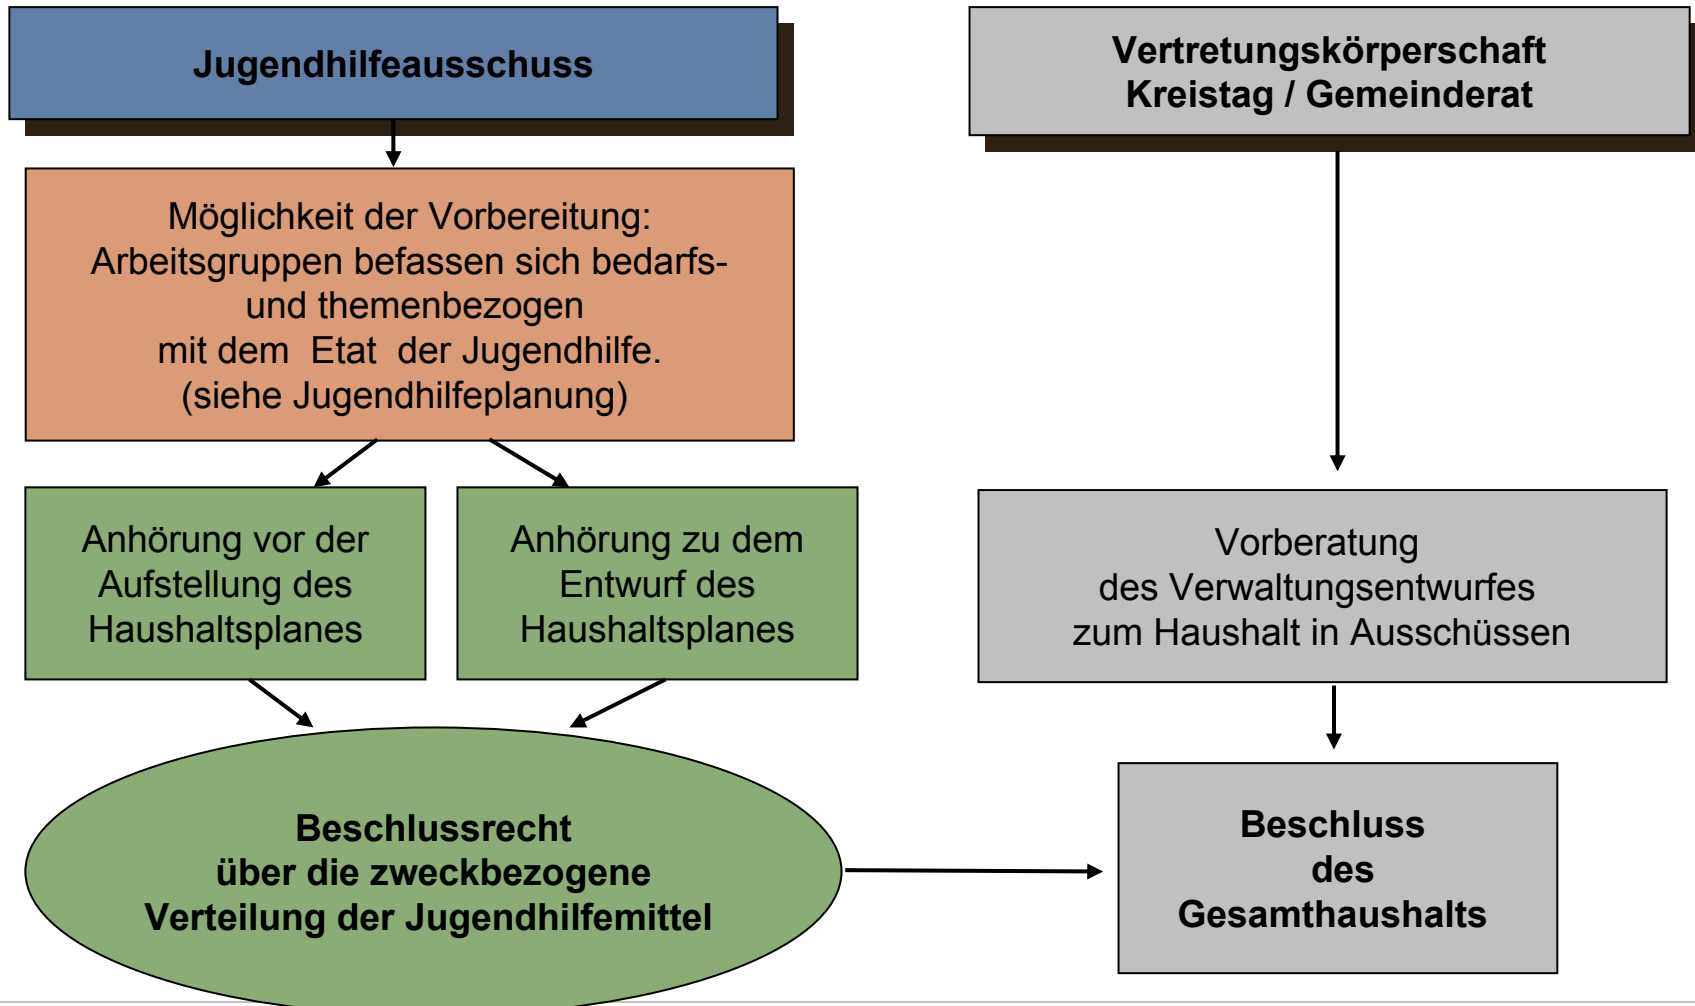 Jugendhilfeausschuss
Vertretungskörperschaft
Kreistag / Gemeinderat
Möglichkeit der Vorbereitung:
Arbeitsgruppen befassen sich bedarfs-
und themenbezogen
mit dem  Etat  der Jugendhilfe.
(siehe Jugendhilfeplanung)
Anhörung vor der
Aufstellung des
Haushaltsplanes
Anhörung zu dem
Entwurf des
Haushaltsplanes
Vorberatung
des Verwaltungsentwurfes
zum Haushalt in Ausschüssen
Beschlussrecht
über die zweckbezogene
Verteilung der Jugendhilfemittel
Beschluss
des
Gesamthaushalts